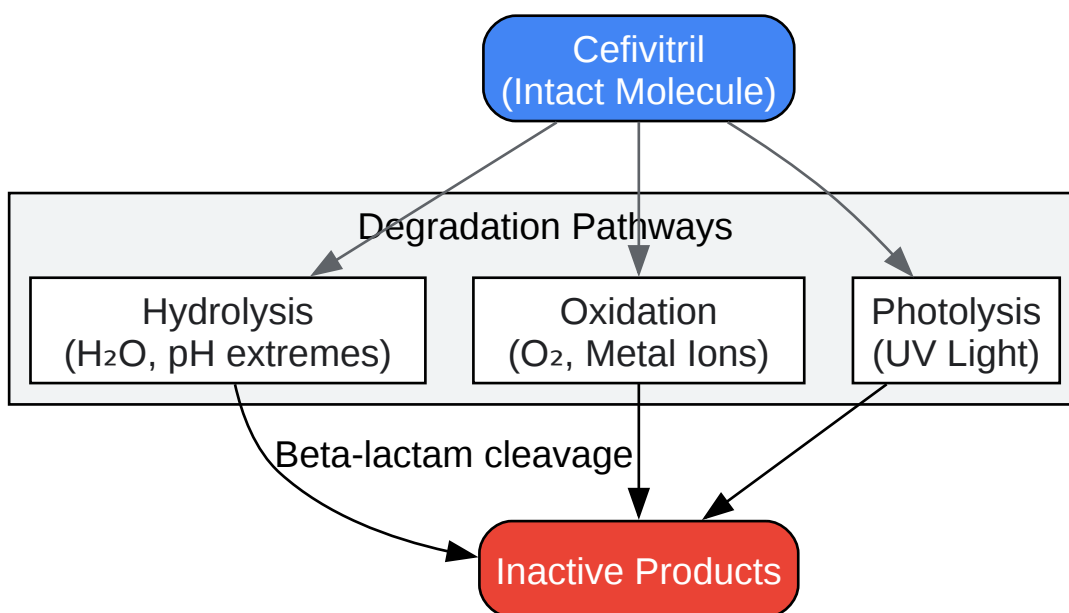 Cefivitril
(Intact Molecule)
Degradation Pathways
Hydrolysis
(H₂O, pH extremes)
Oxidation
(O₂, Metal Ions)
Photolysis
(UV Light)
Beta-lactam cleavage
Inactive Products